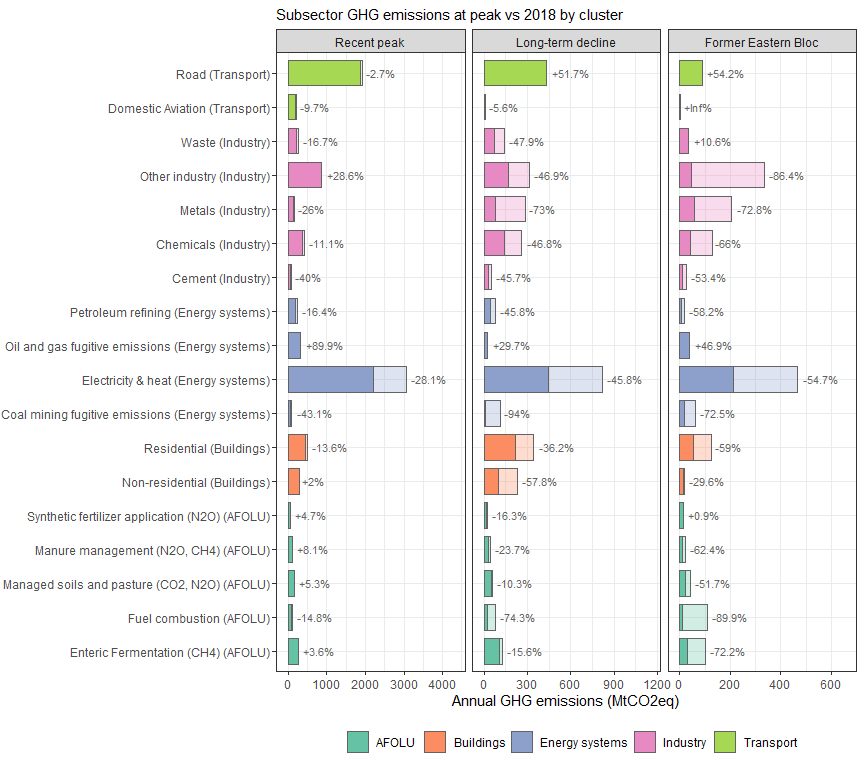 Subsector GHG emissions at peak vs 2018 by cluster
Recent peak Long-term decline Former Eastern Bloc
Road (Transport) -2.7% +51.7% +54.2%
Domestic Aviation (Transport) -9.7% -5.6% +Inf%
Waste (Industry) -16.7% -47.9% +10.6%
Other industry (Industry) +28.6% -46.9% -86.4%
Metals (Industry) -26% -73% -72.8%
Chemicals (Industry) -11.1% -46.8% -66%
Cement (Industry) -40% -45.7% -53.4%
Petroleum refining (Energy systems) -16.4% -45.8% -58.2%
Oil and gas fugitive emissions (Energy systems) +89.9% +29.7% +46.9%
Electricity & heat (Energy systems) -28.1% -45.8% -54.7%
Coal mining fugitive emissions (Energy systems) -43.1% -94% -72.5%
Residential (Buildings) -13.6% -36.2% -59%
Non-residential (Buildings) +2% -57.8% -29.6%
Synthetic fertilizer application (N2O) (AFOLU) +4.7% -16.3% +0.9%
Manure management (N2O, CH4) (AFOLU) +8.1% -23.7% -62.4%
Managed soils and pasture (CO2, N2O) (AFOLU) +5.3% -10.3% -51.7%
Fuel combustion (AFOLU) -14.8% -74.3% -89.9%
Enteric Fermentation (CH4) (AFOLU) +3.6% -15.6% -72.2%
0 1000 2000 3000 4000 0 300 600 900 1200 0 200 400 600
Annual GHG emissions (MtCO2eq)
AFOLU Buildings Energy systems Industry Transport